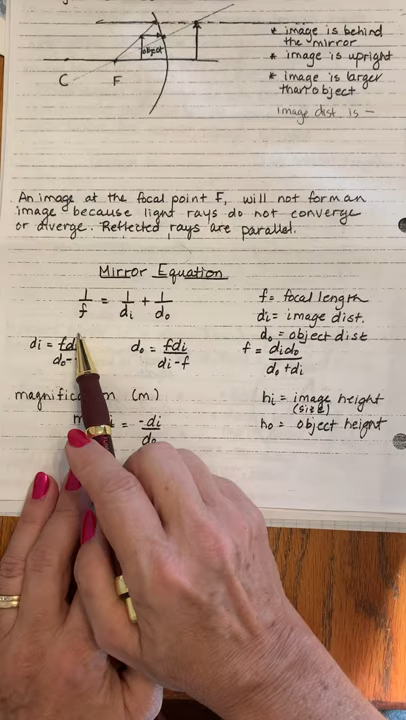 * image is behind
the mirror
* image is upright
* image is larger
than object
image dist. is -
object
C F
An image at the focal point F, will not form an
image because light rays do not converge
or diverge. Reflected rays are parallel.
Mirror Equation
1/f = 1/di + 1/do
f = focal length
di = image dist.
do = object dist
di = fdo/do-
do = fdi/di-f
f = dido/do+di
(m)
= -di/do
hi = image height
(size)
ho = object height